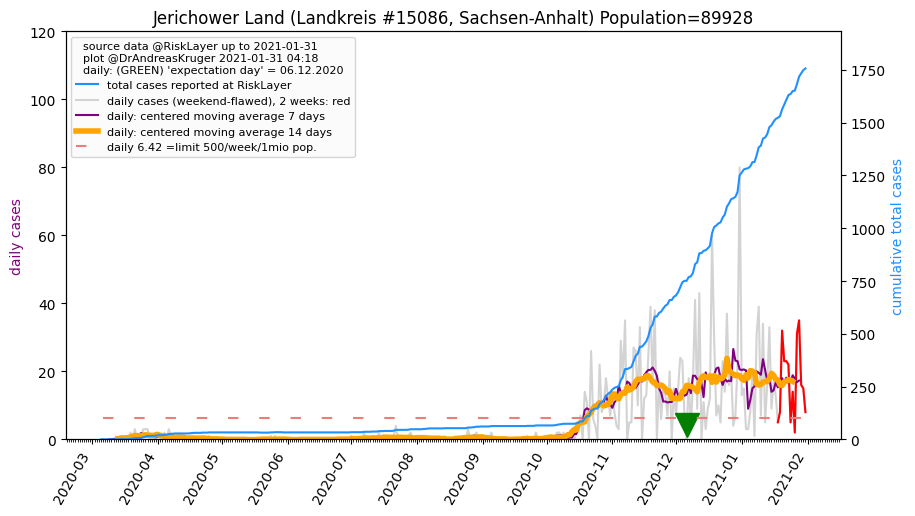 Jerichower Land (Landkreis #15086, Sachsen-Anhalt) Population=89928
source data @RiskLayer up to 2021-01-31
plot @DrAndreasKruger 2021-01-31 04:18
daily: (GREEN) 'expectation day' = 06.12.2020
total cases reported at RiskLayer
daily cases (weekend-flawed), 2 weeks: red
daily: centered moving average 7 days
daily: centered moving average 14 days
daily 6.42 =limit 500/week/1mio pop.
daily cases
120
100
80
60
40
20
0
cumulative total cases
1750
1500
1250
1000
750
500
250
0
2020-03
2020-04
2020-05
2020-06
2020-07
2020-08
2020-09
2020-10
2020-11
2020-12
2021-01
2021-02